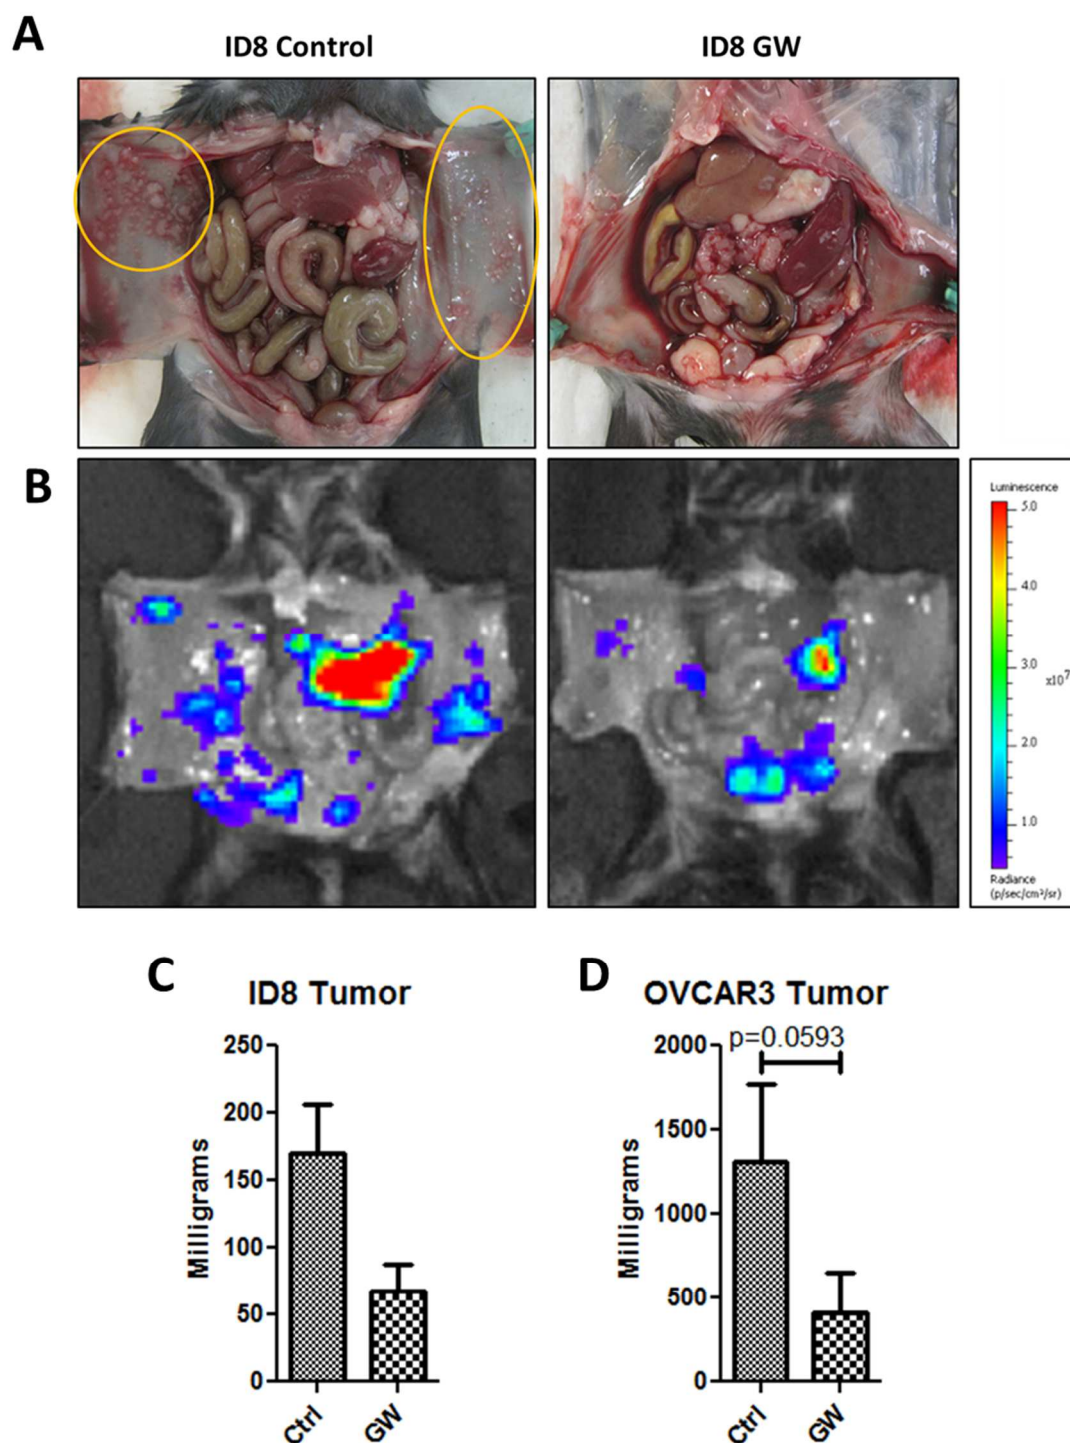 A
ID8 Control
ID8 GW
B
Luminescence
5.0
4.0
3.0
x10⁷
2.0
1.0
Radiance
(p/sec/cm²/sr)
C
ID8 Tumor
Milligrams
250
200
150
100
50
0
Ctrl
GW
D
OVCAR3 Tumor
p=0.0593
Milligrams
2000
1500
1000
500
0
Ctrl
GW